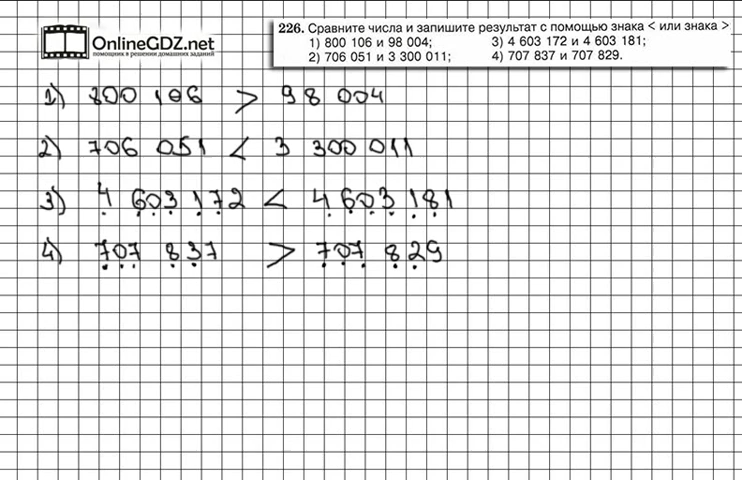 OnlineGDZ.net
помощник в решении домашних заданий
226. Сравните числа и запишите результат с помощью знака < или знака >
1) 800 106 и 98 004; 3) 4 603 172 и 4 603 181;
2) 706 051 и 3 300 011; 4) 707 837 и 707 829.
1) 800 106 > 98 004
2) 706 051 < 3 300 011
3) 4 603 172 < 4 603 181
4) 707 837 > 707 829